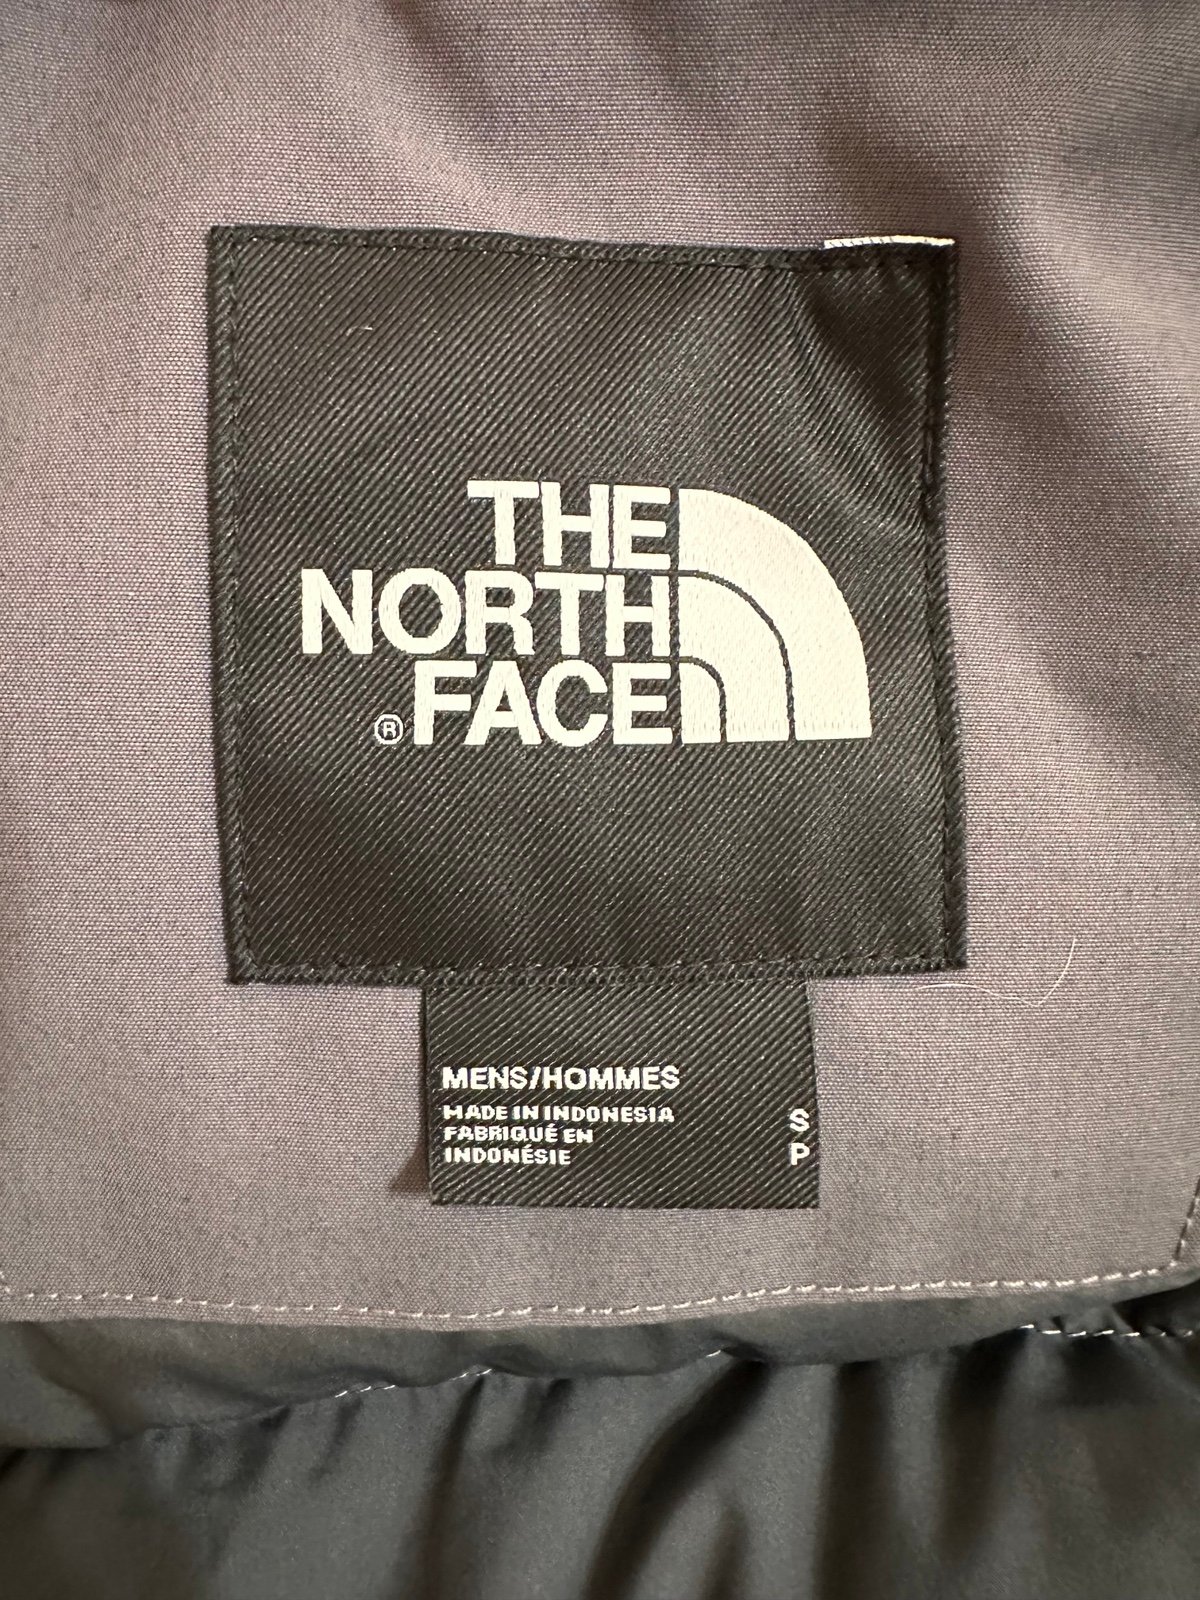 THE
NORTH
®FACE
MENS/HOMMES
MADE IN INDONESIA
FABRIQUÉ EN
INDONÉSIE
S
P